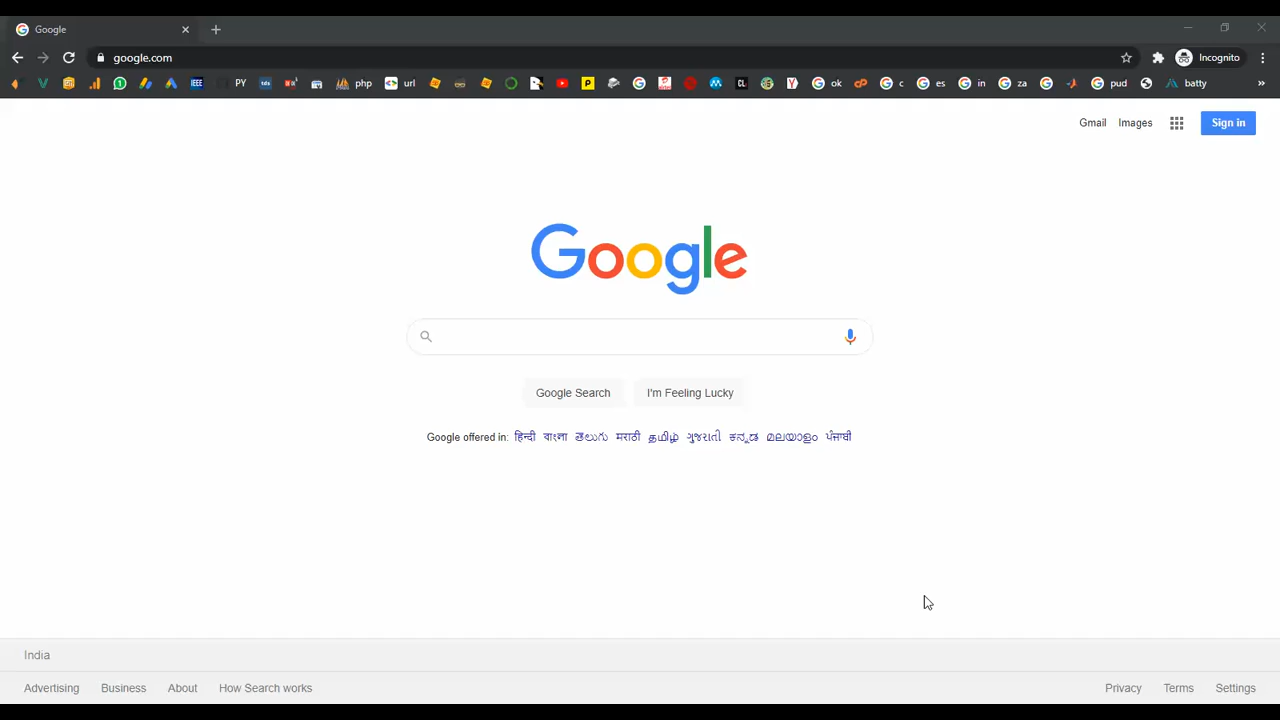 Google
google.com
Incognito
PY php url ok c es in za pud batty
Gmail Images Sign in
Google
Google Search I'm Feeling Lucky
Google offered in: हिन्दी বাংলা తెలుగు मराठी தமிழ் ગુજરાતી ಕನ್ನಡ മലയാളം ਪੰਜਾਬੀ
India
Advertising Business About How Search works Privacy Terms Settings